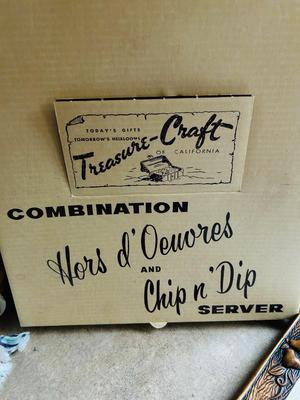 TODAY'S GIFTS
TOMORROW'S HEIRLOOMS
Treasure-Craft
OF CALIFORNIA
COMBINATION
Hors d'Oeuvres
AND
Chip n' Dip
SERVER